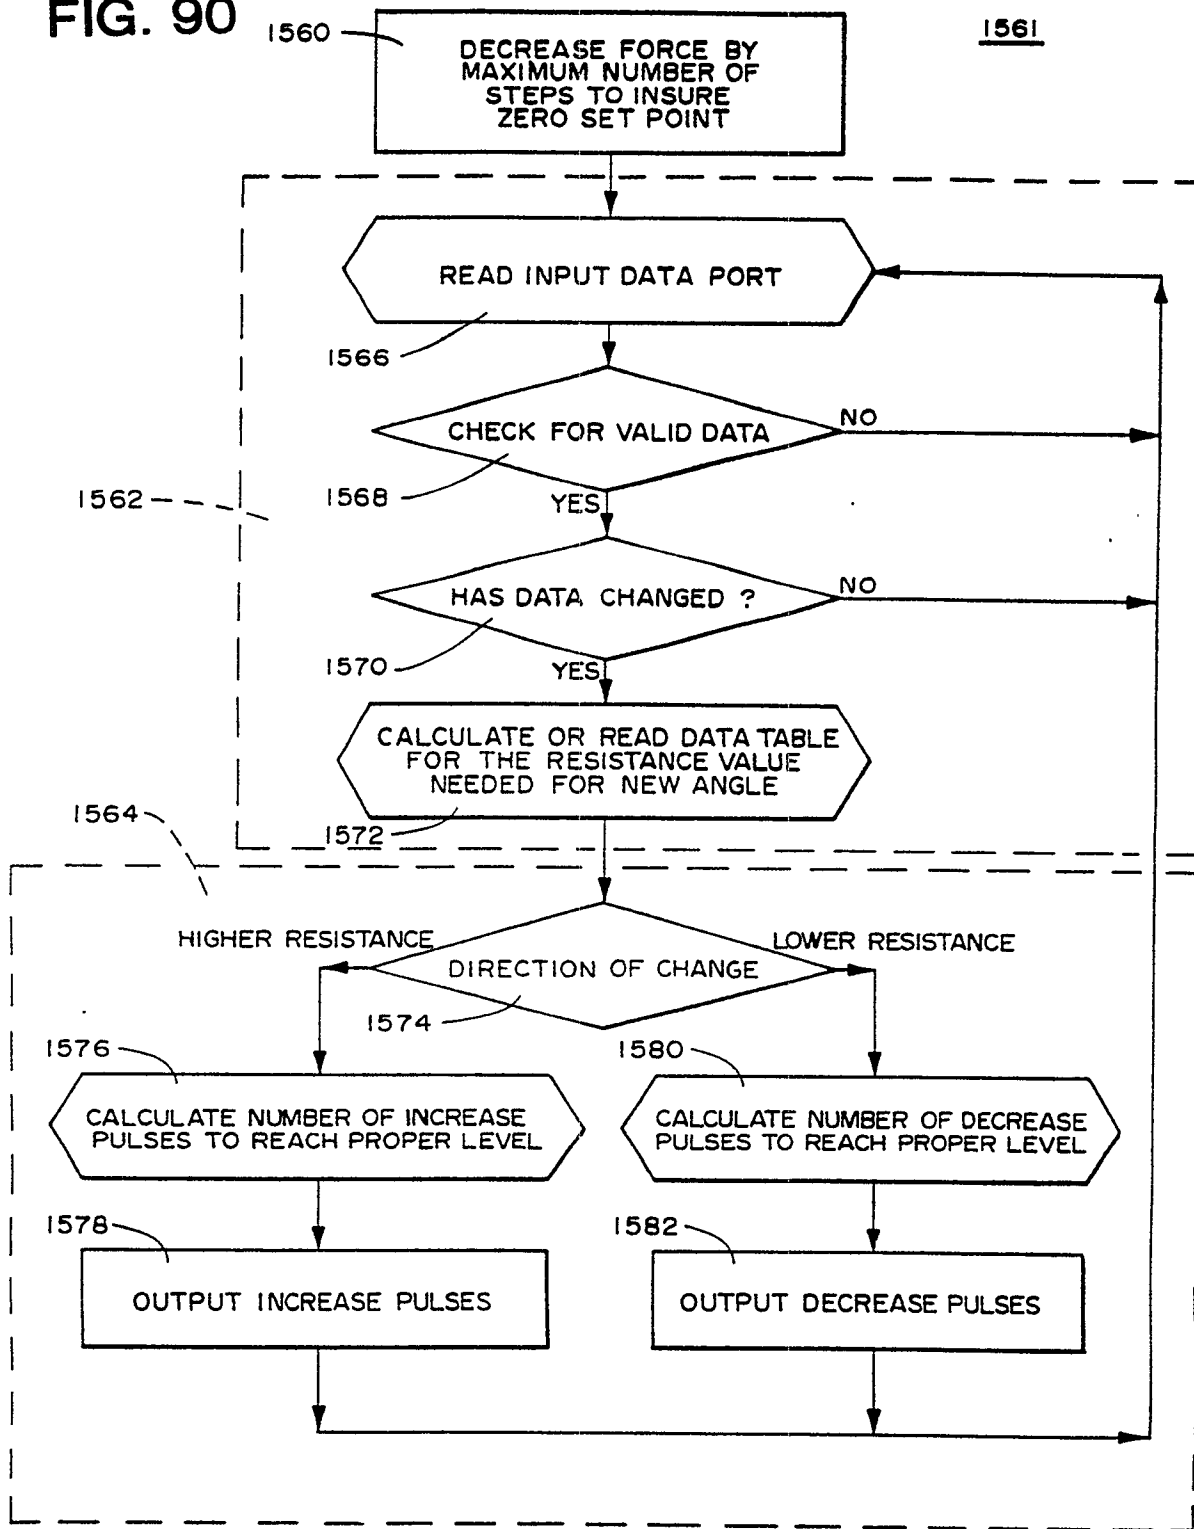 FIG. 90
1560
1561
DECREASE FORCE BY
MAXIMUM NUMBER OF
STEPS TO INSURE
ZERO SET POINT
READ INPUT DATA PORT
1566
CHECK FOR VALID DATA
NO
1568
YES
1562
HAS DATA CHANGED ?
NO
1570
YES
CALCULATE OR READ DATA TABLE
FOR THE RESISTANCE VALUE
NEEDED FOR NEW ANGLE
1572
1564
HIGHER RESISTANCE
LOWER RESISTANCE
DIRECTION OF CHANGE
1574
1576
CALCULATE NUMBER OF INCREASE
PULSES TO REACH PROPER LEVEL
1580
CALCULATE NUMBER OF DECREASE
PULSES TO REACH PROPER LEVEL
1578
OUTPUT INCREASE PULSES
1582
OUTPUT DECREASE PULSES